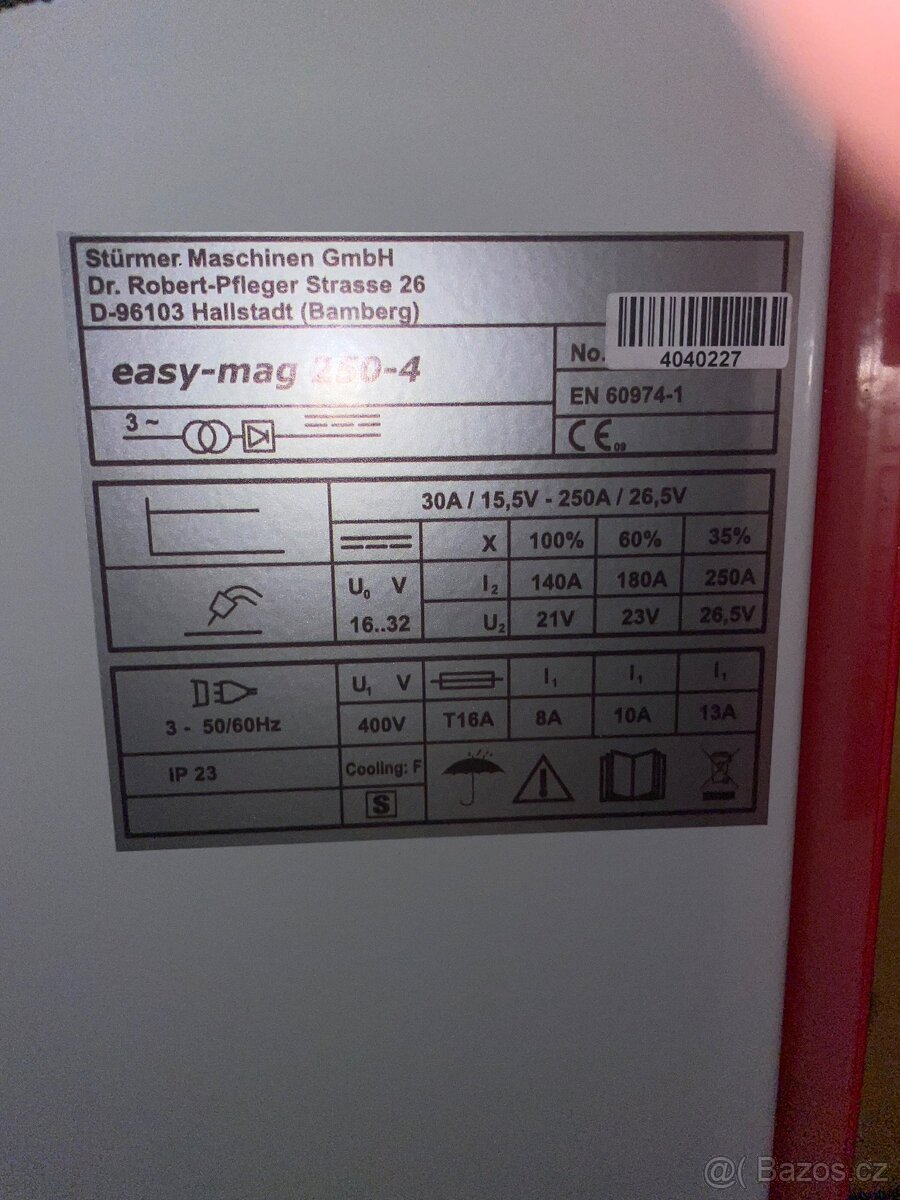 Stürmer Maschinen GmbH
Dr. Robert-Pfleger Strasse 26
D-96103 Hallstadt (Bamberg)
easy-mag 250-4
No.
4040227
EN 60974-1
3 ~
CE 09
30A / 15,5V - 250A / 26,5V
X 100% 60% 35%
U0 V I2 140A 180A 250A
16..32 U2 21V 23V 26,5V
U1 V I1 I1 I1
3 - 50/60Hz 400V T16A 8A 10A 13A
IP 23 Cooling: F
S
@( Bazos.cz